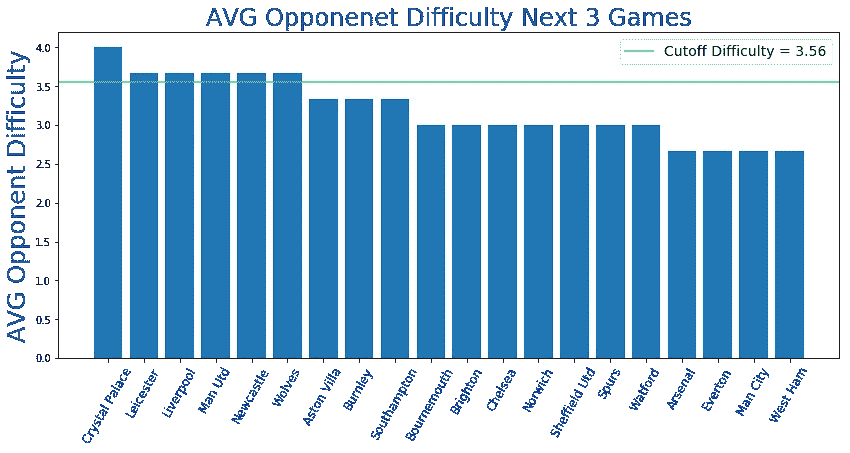 AVG Opponenet Difficulty Next 3 Games
Cutoff Difficulty = 3.56
AVG Opponent Difficulty
4.0
3.5
3.0
2.5
2.0
1.5
1.0
0.5
0.0
Crystal Palace
Leicester
Liverpool
Man Utd
Newcastle
Wolves
Aston Villa
Burnley
Southampton
Bournemouth
Brighton
Chelsea
Norwich
Sheffield Utd
Spurs
Watford
Arsenal
Everton
Man City
West Ham